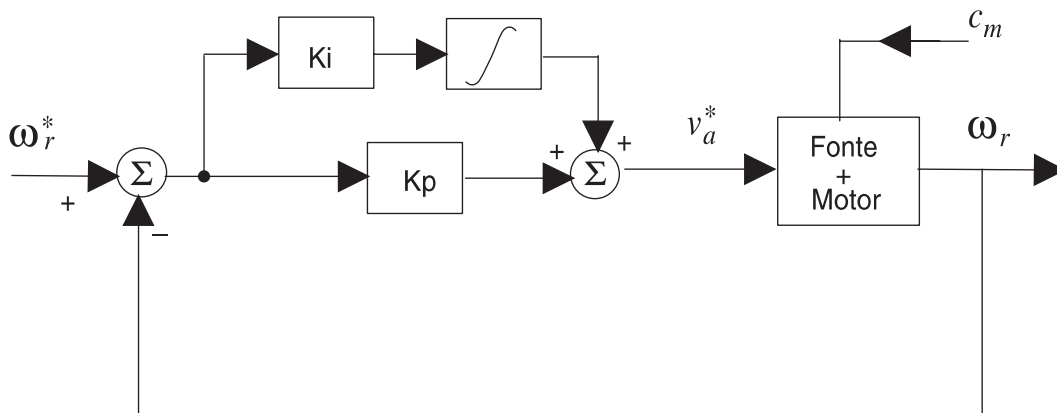 c_m
Ki
∫
ω_r^*
+
Σ
−
Kp
+
+
Σ
v_a^*
Fonte
+
Motor
ω_r